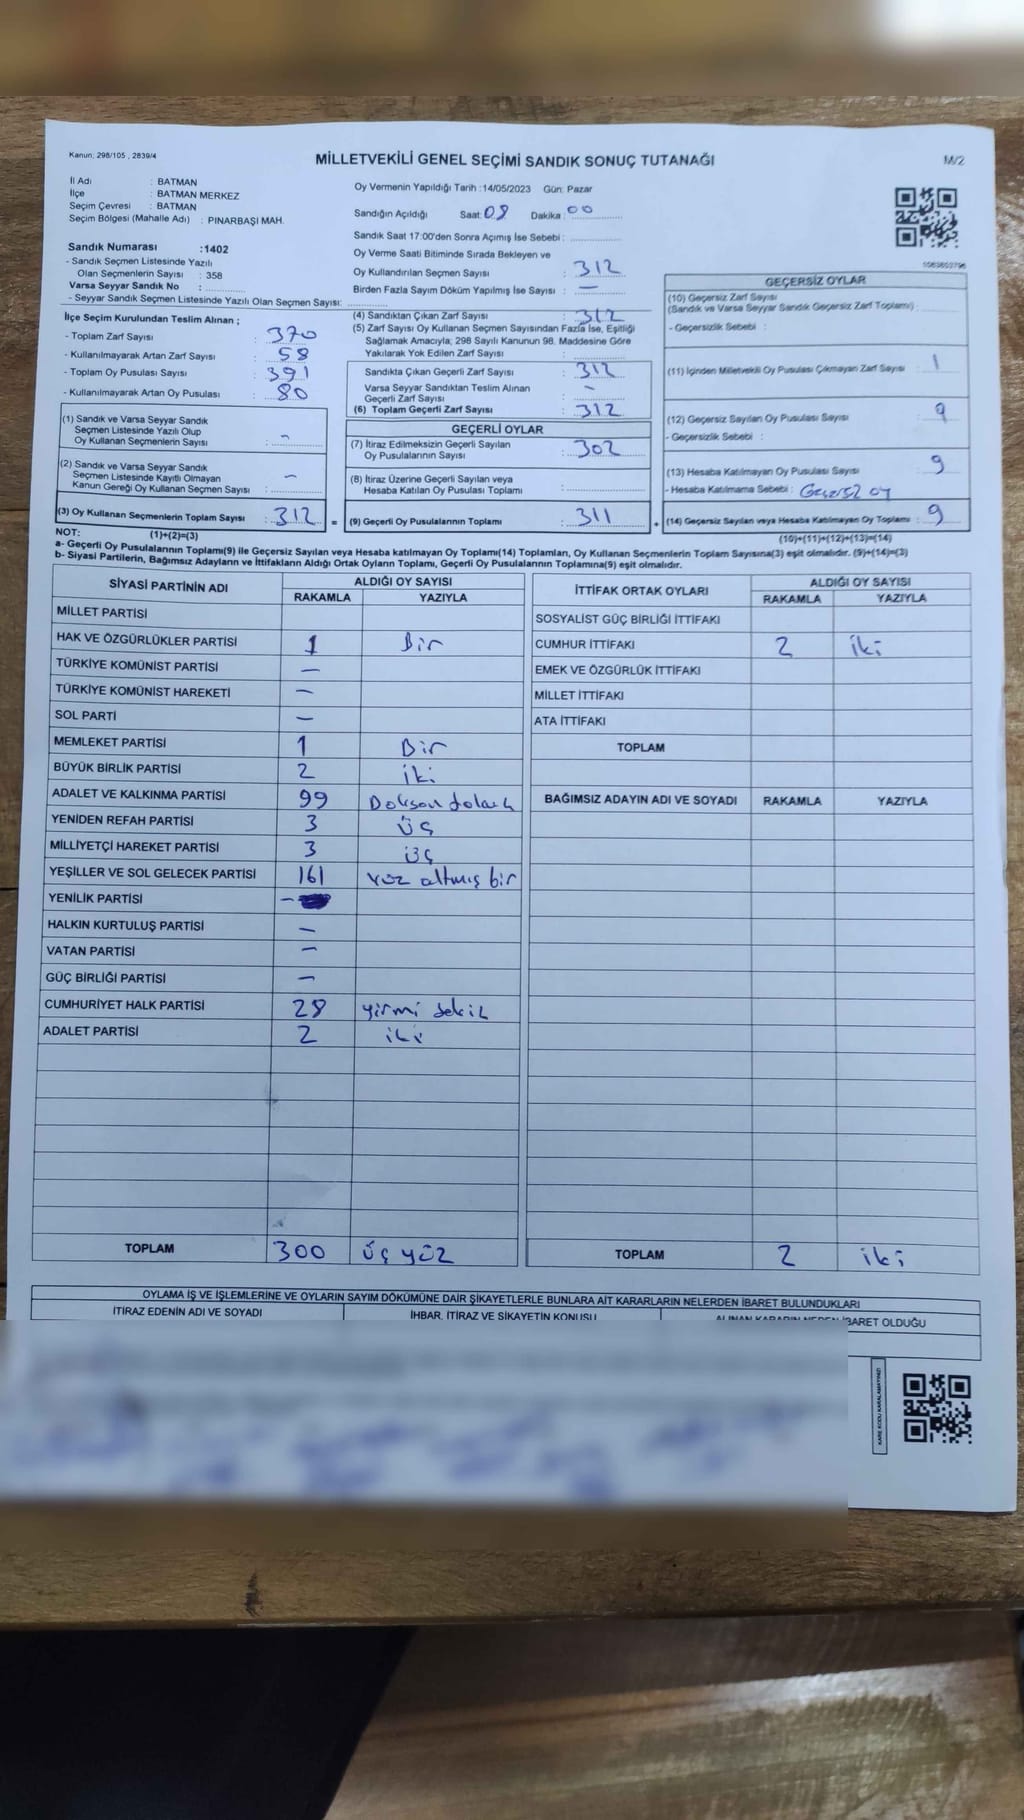 Kanun; 298/105 , 2839/4
MİLLETVEKİLİ GENEL SEÇİMİ SANDIK SONUÇ TUTANAĞI
M/2
İl Adı : BATMAN
İlçe : BATMAN MERKEZ
Seçim Çevresi : BATMAN
Seçim Bölgesi (Mahalle Adı) : PINARBAŞI MAH.
Sandık Numarası :1402
- Sandık Seçmen Listesinde Yazılı
Olan Seçmenlerin Sayısı : 358
Varsa Seyyar Sandık No :
- Seyyar Sandık Seçmen Listesinde Yazılı Olan Seçmen Sayısı:
İlçe Seçim Kurulundan Teslim Alınan ;
- Toplam Zarf Sayısı : 370
- Kullanılmayarak Artan Zarf Sayısı : 58
- Toplam Oy Pusulası Sayısı : 391
- Kullanılmayarak Artan Oy Pusulası : 80
(1) Sandık ve Varsa Seyyar Sandık
Seçmen Listesinde Yazılı Olup
Oy Kullanan Seçmenlerin Sayısı : -
(2) Sandık ve Varsa Seyyar Sandık
Seçmen Listesinde Kayıtlı Olmayan
Kanun Gereği Oy Kullanan Seçmen Sayısı : -
(3) Oy Kullanan Seçmenlerin Toplam Sayısı : 312 =
Oy Vermenin Yapıldığı Tarih :14/05/2023 Gün: Pazar
Sandığın Açıldığı Saat: 08 Dakika : 00
Sandık Saat 17:00'den Sonra Açımış İse Sebebi :
Oy Verme Saati Bitiminde Sırada Bekleyen ve
Oy Kullandırılan Seçmen Sayısı : 312
Birden Fazla Sayım Döküm Yapılmış İse Sayısı : —
(4) Sandıktan Çıkan Zarf Sayısı : 312
(5) Zarf Sayısı Oy Kullanan Seçmen Sayısından Fazla İse, Eşitliği
Sağlamak Amacıyla, 298 Sayılı Kanunun 98. Maddesine Göre
Yakılarak Yok Edilen Zarf Sayısı :
Sandıkta Çıkan Geçerli Zarf Sayısı : 312
Varsa Seyyar Sandıktan Teslim Alınan
Geçerli Zarf Sayısı : -
(6) Toplam Geçerli Zarf Sayısı : 312
GEÇERLİ OYLAR
(7) İtiraz Edilmeksizin Geçerli Sayılan
Oy Pusulalarının Sayısı : 302
(8) İtiraz Üzerine Geçerli Sayılan veya
Hesaba Katılan Oy Pusulası Toplamı :
(9) Geçerli Oy Pusulalarının Toplamı : 311 +
GEÇERSİZ OYLAR
(10) Geçersiz Zarf Sayısı
(Sandık ve Varsa Seyyar Sandık Geçersiz Zarf Toplamı) :
- Geçersizlik Sebebi :
(11) İçinden Milletvekili Oy Pusulası Çıkmayan Zarf Sayısı : 1
(12) Geçersiz Sayılan Oy Pusulası Sayısı : 9
- Geçersizlik Sebebi :
(13) Hesaba Katılmayan Oy Pusulası Sayısı : 9
- Hesaba Katılmama Sebebi : Geçersiz oy
(14) Geçersiz Sayılan veya Hesaba Katılmayan Oy Toplamı : 9
NOT: (1)+(2)=(3)
(10)+(11)+(12)+(13)=(14)
a- Geçerli Oy Pusulalarının Toplamı(9) ile Geçersiz Sayılan veya Hesaba katılmayan Oy Toplamı(14) Toplamları, Oy Kullanan Seçmenlerin Toplam Sayısına(3) eşit olmalıdır. (9)+(14)=(3)
b- Siyasi Partilerin, Bağımsız Adayların ve İttifakların Aldığı Ortak Oyların Toplamı, Geçerli Oy Pusulalarının Toplamına(9) eşit olmalıdır.
SİYASİ PARTİNİN ADI ALDIĞI OY SAYISI
RAKAMLA YAZIYLA
MİLLET PARTİSİ
HAK VE ÖZGÜRLÜKLER PARTİSİ 1 Bir
TÜRKİYE KOMÜNİST PARTİSİ —
TÜRKİYE KOMÜNİST HAREKETİ —
SOL PARTİ —
MEMLEKET PARTİSİ 1 Bir
BÜYÜK BİRLİK PARTİSİ 2 iki
ADALET VE KALKINMA PARTİSİ 99 Doksan dokuz
YENİDEN REFAH PARTİSİ 3 üç
MİLLİYETÇİ HAREKET PARTİSİ 3 üç
YEŞİLLER VE SOL GELECEK PARTİSİ 161 yüz altmış bir
YENİLİK PARTİSİ —
HALKIN KURTULUŞ PARTİSİ —
VATAN PARTİSİ —
GÜÇ BİRLİĞİ PARTİSİ —
CUMHURİYET HALK PARTİSİ 28 yirmi sekiz
ADALET PARTİSİ 2 iki
TOPLAM 300 üç yüz
İTTİFAK ORTAK OYLARI ALDIĞI OY SAYISI
RAKAMLA YAZIYLA
SOSYALİST GÜÇ BİRLİĞİ İTTİFAKI
CUMHUR İTTİFAKI 2 iki
EMEK VE ÖZGÜRLÜK İTTİFAKI
MİLLET İTTİFAKI
ATA İTTİFAKI
TOPLAM
BAĞIMSIZ ADAYIN ADI VE SOYADI RAKAMLA YAZIYLA
TOPLAM 2 iki
OYLAMA İŞ VE İŞLEMLERİNE VE OYLARIN SAYIM DÖKÜMÜNE DAİR ŞİKAYETLERLE BUNLARA AİT KARARLARIN NELERDEN İBARET BULUNDUKLARI
İTİRAZ EDENİN ADI VE SOYADI İHBAR, İTİRAZ VE ŞİKAYETİN KONUSU ALINAN KARARIN NEDEN İBARET OLDUĞU
KARE KODU KARALAMAYINIZ!